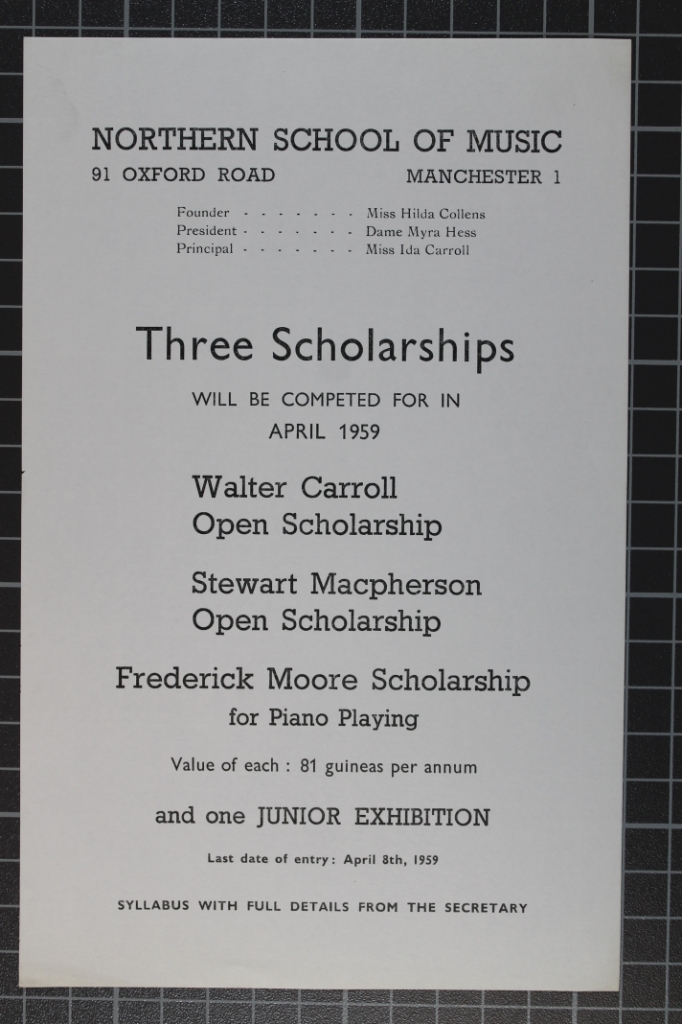 NORTHERN SCHOOL OF MUSIC
91 OXFORD ROAD MANCHESTER 1
Founder - - - - - - - Miss Hilda Collens
President - - - - - - - Dame Myra Hess
Principal - - - - - - - Miss Ida Carroll
Three Scholarships
WILL BE COMPETED FOR IN
APRIL 1959
Walter Carroll
Open Scholarship
Stewart Macpherson
Open Scholarship
Frederick Moore Scholarship
for Piano Playing
Value of each : 81 guineas per annum
and one JUNIOR EXHIBITION
Last date of entry : April 8th, 1959
SYLLABUS WITH FULL DETAILS FROM THE SECRETARY